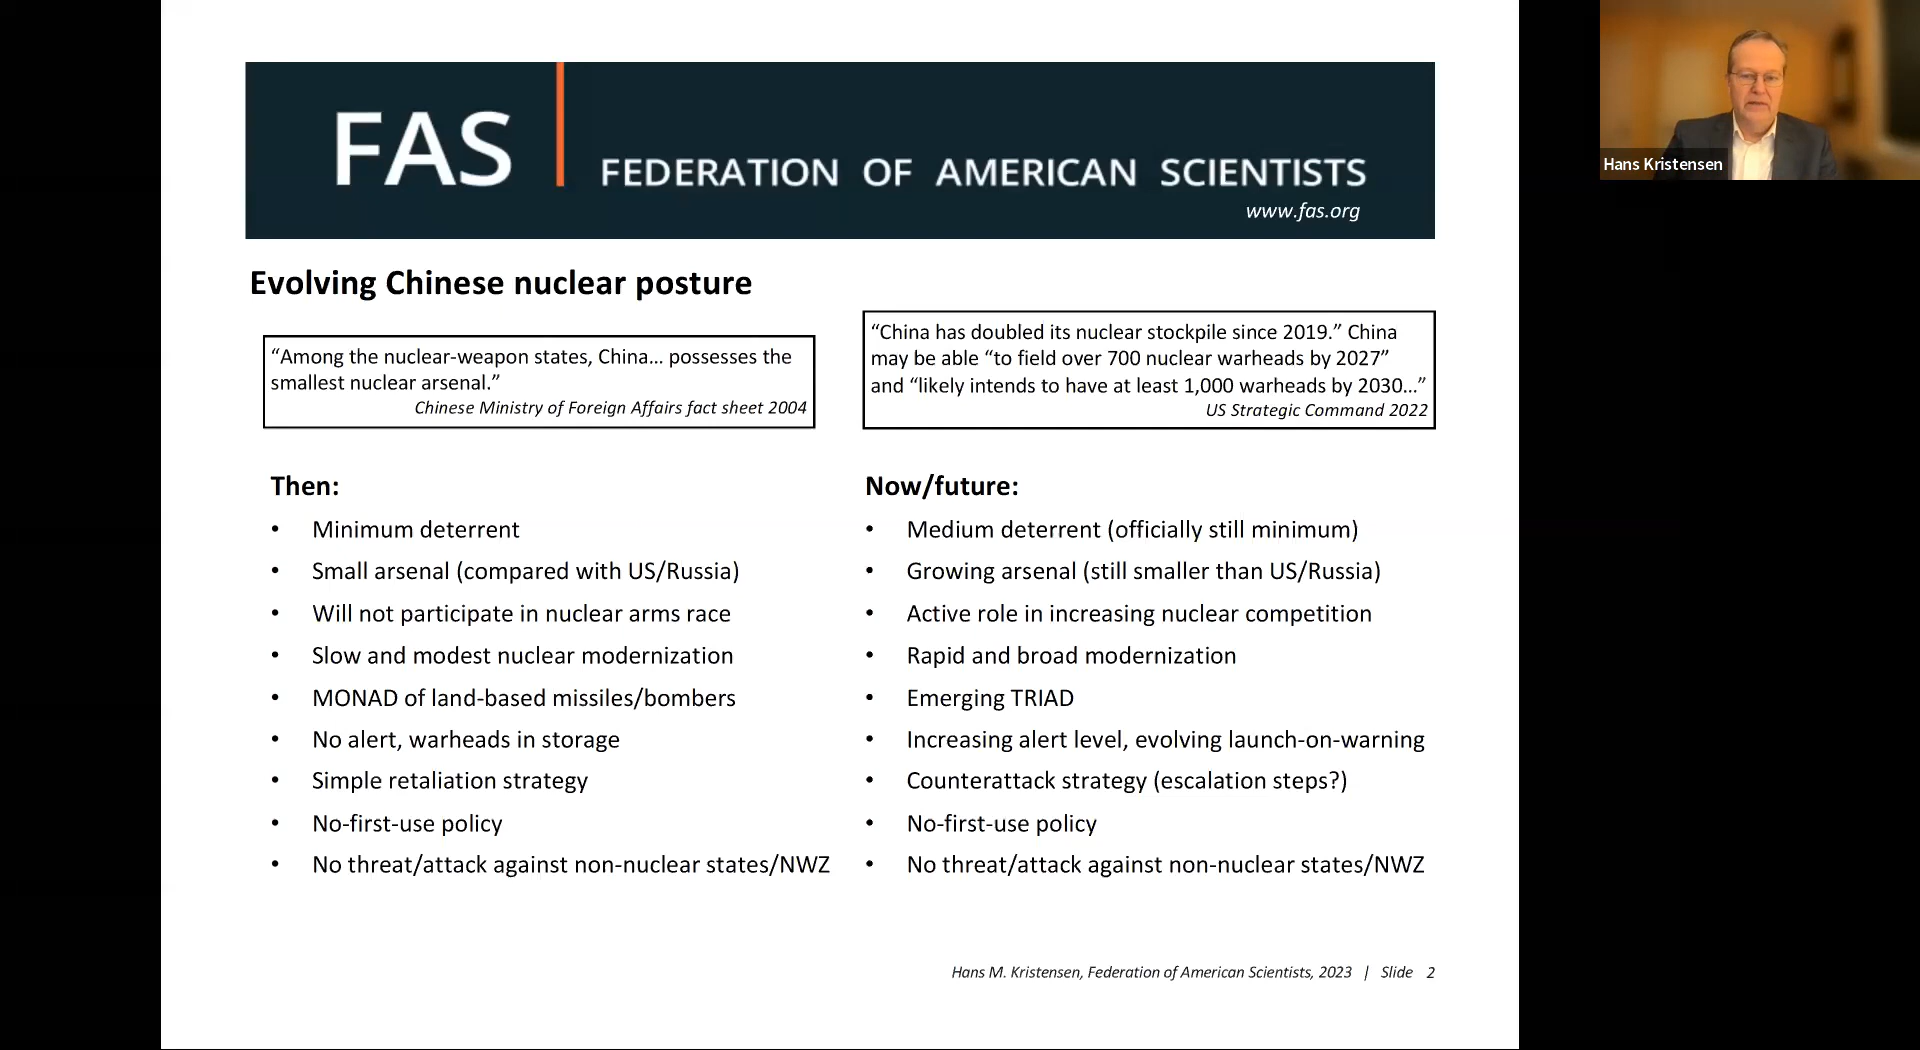 FAS
FEDERATION OF AMERICAN SCIENTISTS
www.fas.org
Hans Kristensen
Evolving Chinese nuclear posture
“Among the nuclear-weapon states, China... possesses the
smallest nuclear arsenal.”
Chinese Ministry of Foreign Affairs fact sheet 2004
“China has doubled its nuclear stockpile since 2019.” China
may be able “to field over 700 nuclear warheads by 2027”
and “likely intends to have at least 1,000 warheads by 2030...”
US Strategic Command 2022
Then:
• Minimum deterrent
• Small arsenal (compared with US/Russia)
• Will not participate in nuclear arms race
• Slow and modest nuclear modernization
• MONAD of land-based missiles/bombers
• No alert, warheads in storage
• Simple retaliation strategy
• No-first-use policy
• No threat/attack against non-nuclear states/NWZ
Now/future:
• Medium deterrent (officially still minimum)
• Growing arsenal (still smaller than US/Russia)
• Active role in increasing nuclear competition
• Rapid and broad modernization
• Emerging TRIAD
• Increasing alert level, evolving launch-on-warning
• Counterattack strategy (escalation steps?)
• No-first-use policy
• No threat/attack against non-nuclear states/NWZ
Hans M. Kristensen, Federation of American Scientists, 2023 | Slide 2